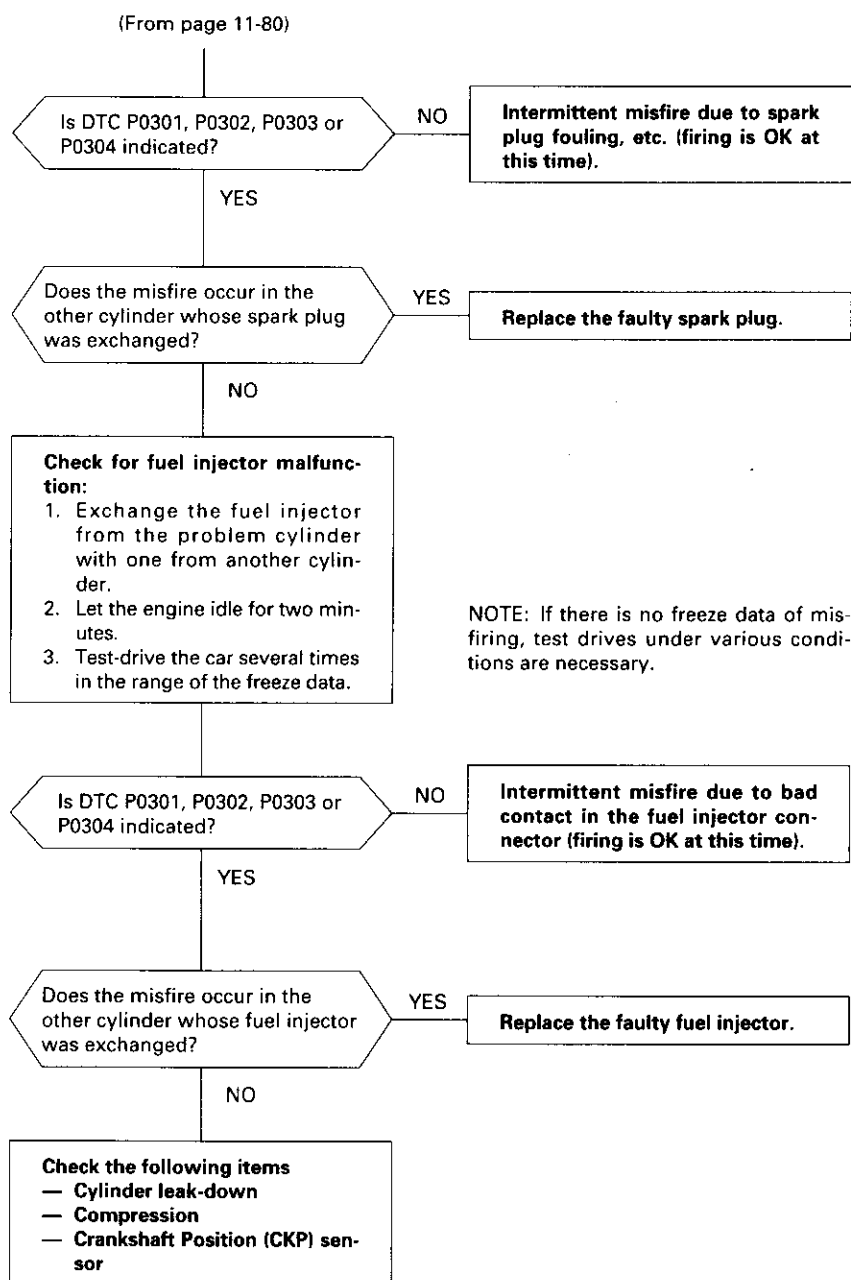 (From page 11-80)
Is DTC P0301, P0302, P0303 or
P0304 indicated?
NO
Intermittent misfire due to spark
plug fouling, etc. (firing is OK at
this time).
YES
Does the misfire occur in the
other cylinder whose spark plug
was exchanged?
YES
Replace the faulty spark plug.
NO
Check for fuel injector malfunc-
tion:
1. Exchange the fuel injector
from the problem cylinder
with one from another cylin-
der.
2. Let the engine idle for two min-
utes.
3. Test-drive the car several times
in the range of the freeze data.
NOTE: If there is no freeze data of mis-
firing, test drives under various condi-
tions are necessary.
Is DTC P0301, P0302, P0303 or
P0304 indicated?
NO
Intermittent misfire due to bad
contact in the fuel injector con-
nector (firing is OK at this time).
YES
Does the misfire occur in the
other cylinder whose fuel injector
was exchanged?
YES
Replace the faulty fuel injector.
NO
Check the following items
— Cylinder leak-down
— Compression
— Crankshaft Position (CKP) sen-
sor